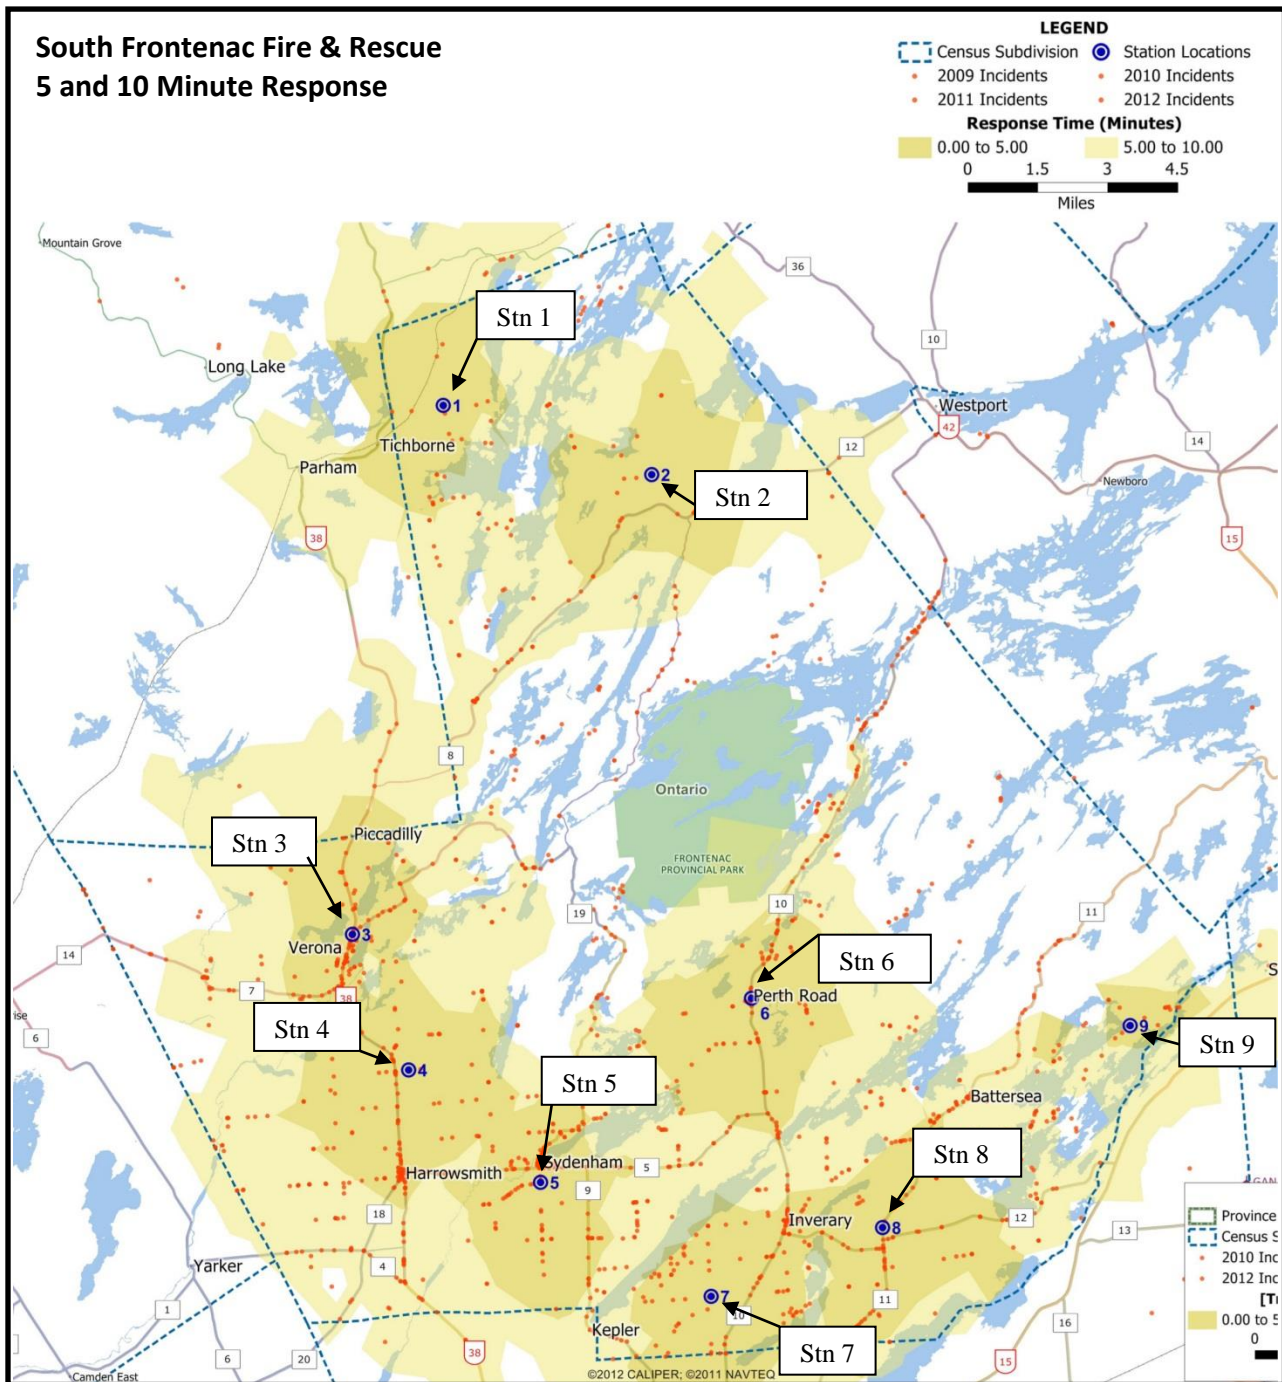 South Frontenac Fire & Rescue
5 and 10 Minute Response
LEGEND
Census Subdivision
Station Locations
2009 Incidents
2010 Incidents
2011 Incidents
2012 Incidents
Response Time (Minutes)
0.00 to 5.00
5.00 to 10.00
0 1.5 3 4.5
Miles
Mountain Grove
36
10
Stn 1
Long Lake
1
Westport
42
12
14
Tichborne
Parham
2
Stn 2
Newboro
38
15
8
Ontario
Piccadilly
Stn 3
FRONTENAC
PROVINCIAL PARK
10
19
11
3
Verona
14
7
38
Stn 6
S
Perth Road
6
Stn 4
ise
6
9
Stn 9
4
Stn 5
Battersea
Sydenham
5
Harrowsmith
5
9
Stn 8
18
Inverary
8
12
13
GAN
Province
Census S
2010 Inc
2012 Inc
[Ti
0.00 to 5
0
Yarker
4
7
10
11
1
16
Kepler
Stn 7
6
20
38
15
Camden East
©2012 CALIPER; ©2011 NAVTEQ